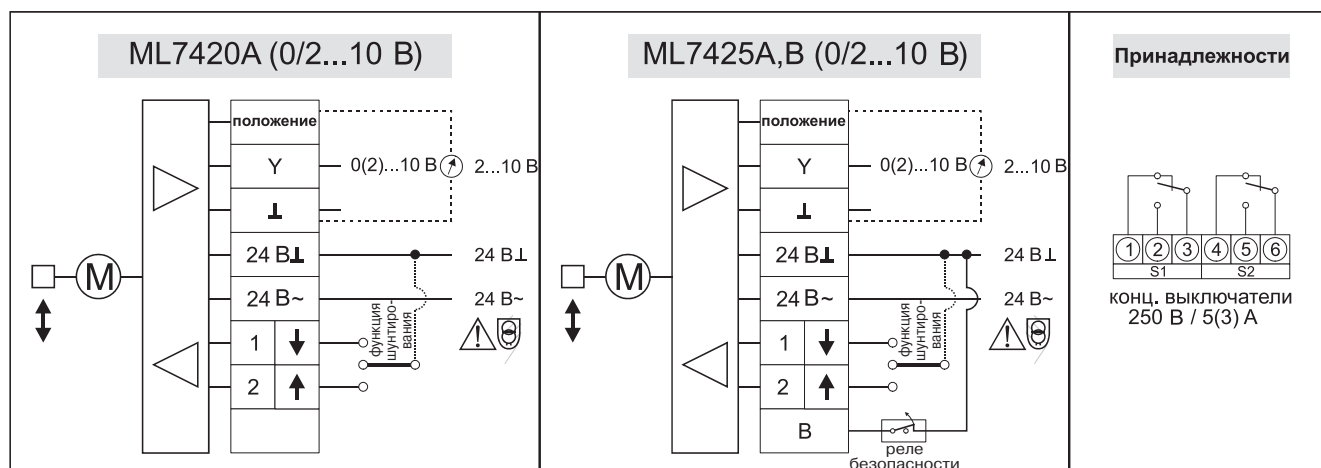 ML7420A (0/2...10 В)
положение
Y
0(2)...10 В
2...10 В
⊥
24 В⊥
24 В⊥
24 В~
24 В~
1
2
функция
шунтиро-
вания
M
ML7425A,B (0/2...10 В)
положение
Y
0(2)...10 В
2...10 В
⊥
24 В⊥
24 В⊥
24 В~
24 В~
1
2
B
функция
шунтиро-
вания
M
реле
безопасности
Принадлежности
1 2 3 4 5 6
S1 S2
конц. выключатели
250 В / 5(3) А